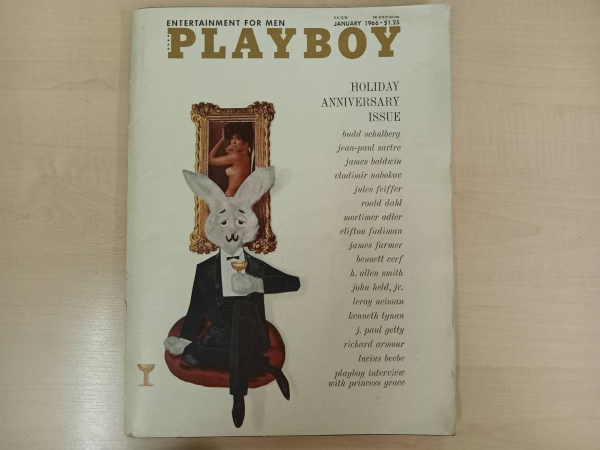 ENTERTAINMENT FOR MEN
JANUARY 1966 • $1.25
PLAYBOY
HOLIDAY
ANNIVERSARY
ISSUE
budd schulberg
jean-paul sartre
james baldwin
vladimir nabokov
jules feiffer
roald dahl
mortimer adler
clifton fadiman
james farmer
bennett cerf
h. allen smith
john held, jr.
leroy neiman
kenneth tynan
j. paul getty
richard armour
lucius beebe
playboy interview
with princess grace